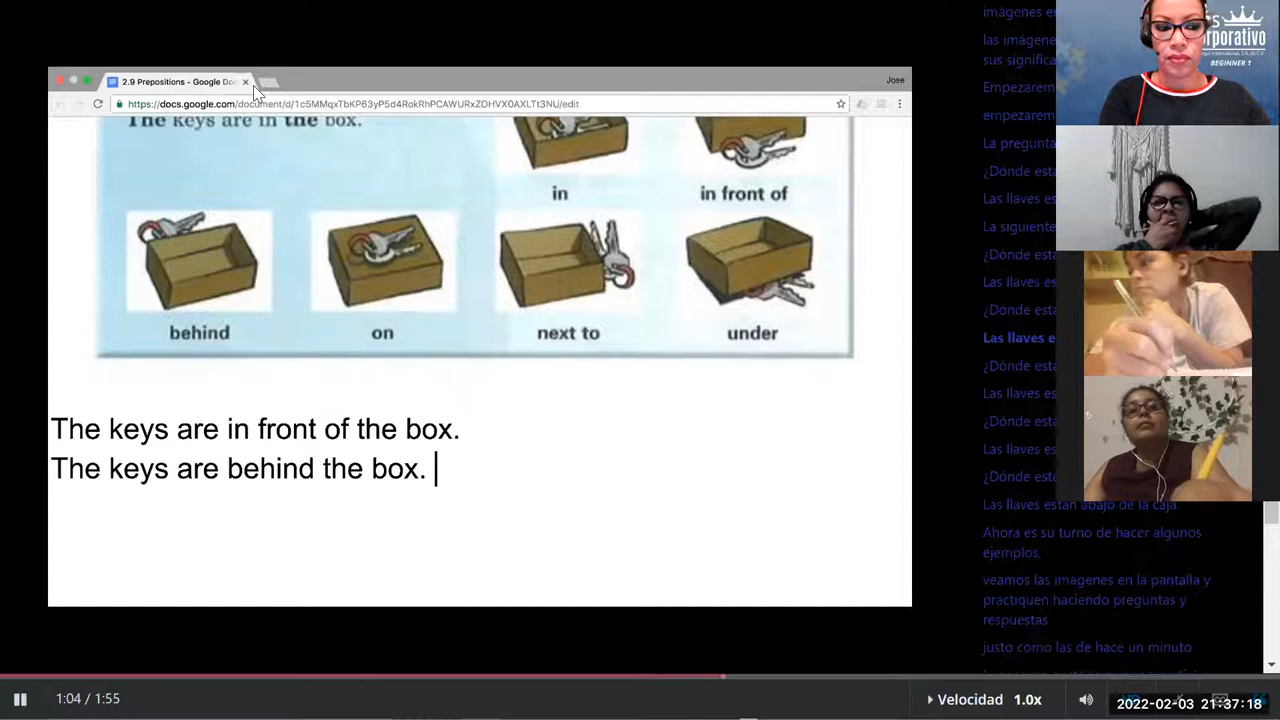 2.9 Prepositions - Google Doc
Jose
https://docs.google.com/document/d/1c5MMqxTbKP63yP5d4RokRhPCAWURxZOHVX0AXLTt3NU/edit
The keys are in the box.
in
in front of
behind
on
next to
under
The keys are in front of the box.
The keys are behind the box.
imágenes en
las imágene
sus significa
Empezarem
empezarem
La pregunta
¿Dónde esta
Las llaves es
La siguiente
¿Dónde esta
Las llaves es
¿Dónde esta
Las llaves e
¿Dónde esta
Las llaves es
¿Dónde esta
Las llaves es
¿Dónde esta
Las llaves están abajo de la caja.
Ahora es su turno de hacer algunos
ejemplos,
veamos las imágenes en la pantalla y
practiquen haciendo preguntas y
respuestas
justo como las de hace un minuto
BEGINNER 1
1:04 / 1:55
Velocidad 1.0x
2022-02-03 21:37:18